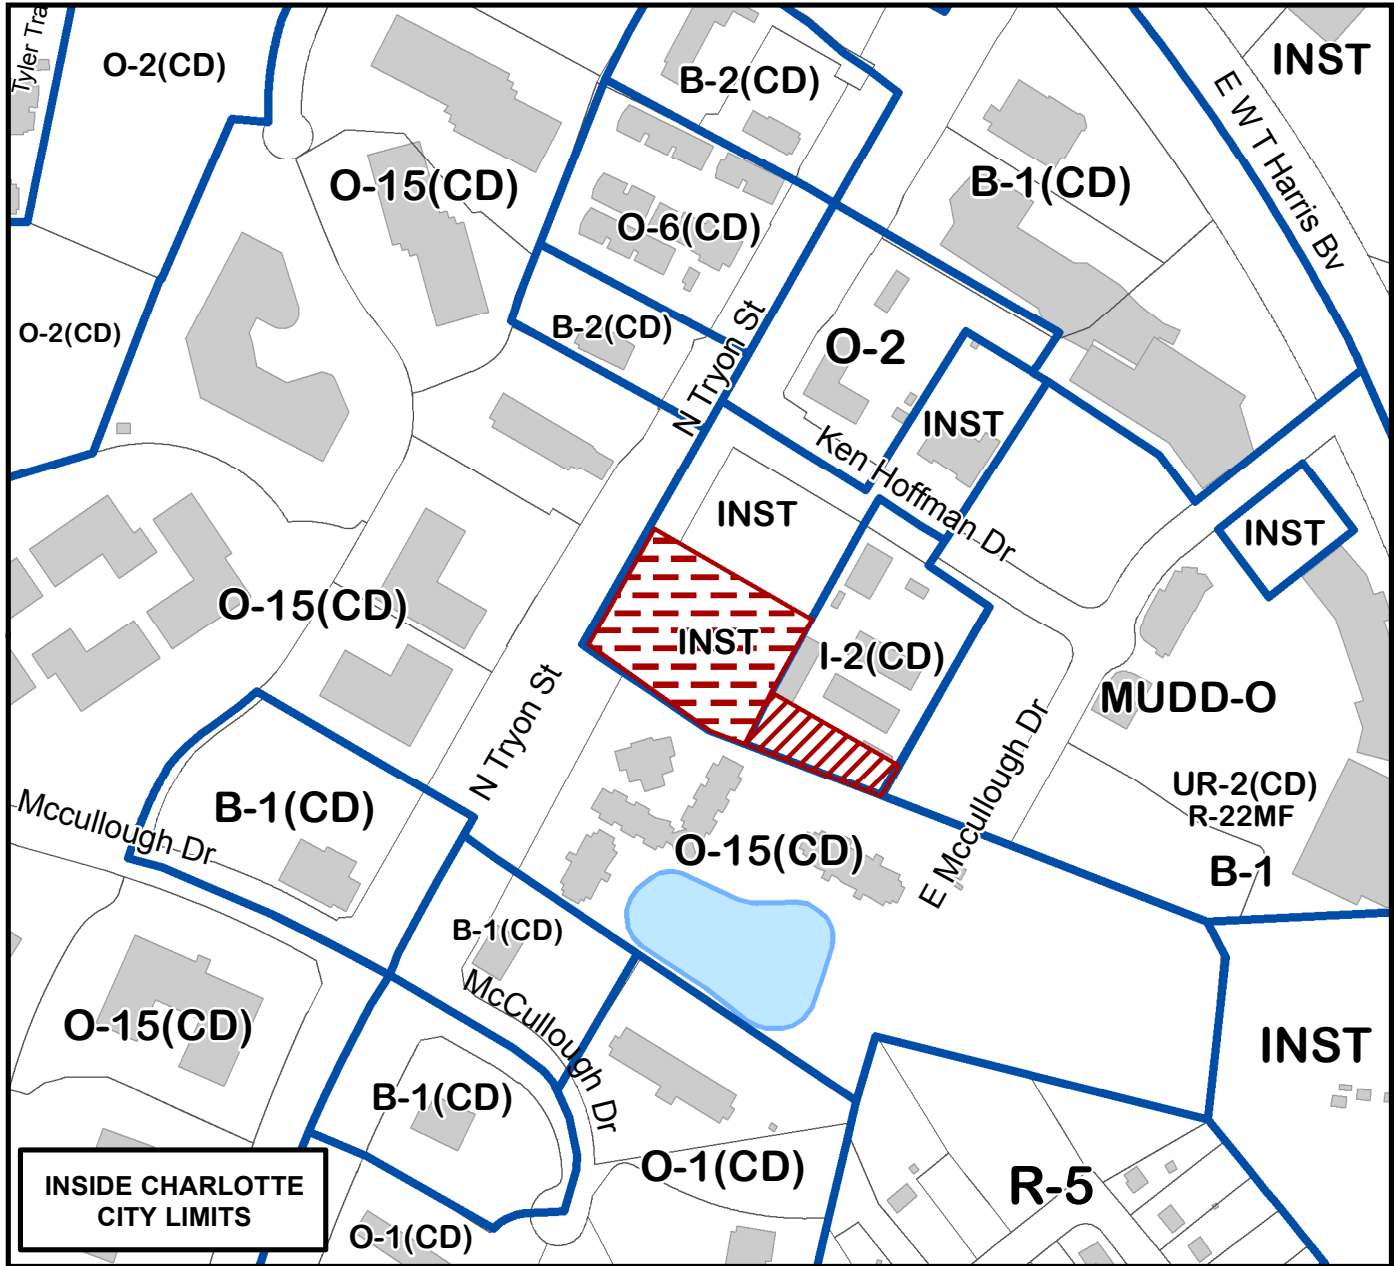 Tyler Tra
O-2(CD)
B-2(CD)
INST
E W T Harris Bv
O-15(CD)
B-1(CD)
O-6(CD)
O-2(CD)
B-2(CD)
N Tryon St
O-2
INST
Ken Hoffman Dr
INST
INST
O-15(CD)
INST
I-2(CD)
MUDD-O
N Tryon St
E Mccullough Dr
UR-2(CD)
R-22MF
B-1
B-1(CD)
Mccullough Dr
O-15(CD)
B-1(CD)
McCullough Dr
O-15(CD)
INST
B-1(CD)
O-1(CD)
R-5
INSIDE CHARLOTTE
CITY LIMITS
O-1(CD)